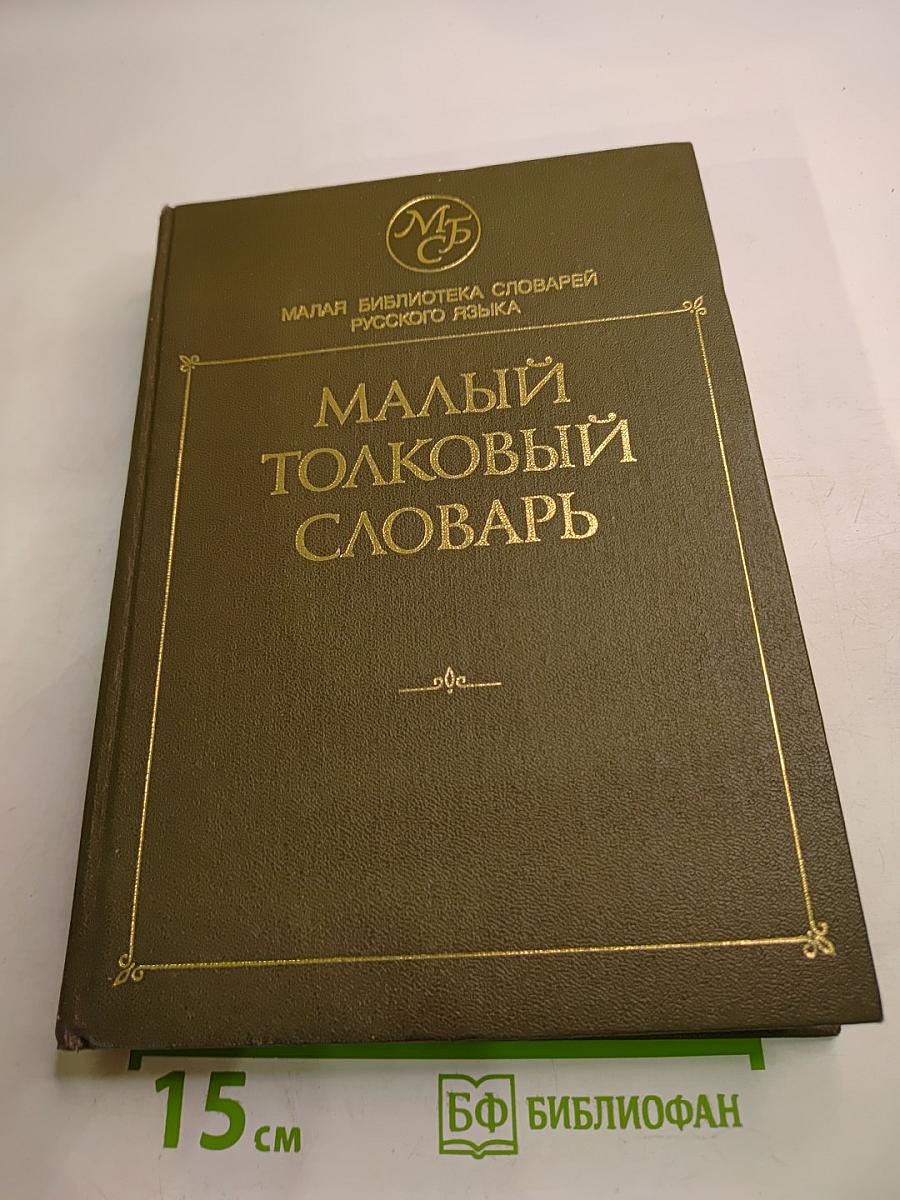 МБС
МАЛАЯ БИБЛИОТЕКА СЛОВАРЕЙ
РУССКОГО ЯЗЫКА
МАЛЫЙ
ТОЛКОВЫЙ
СЛОВАРЬ
15 см
БФ БИБЛИОФАН